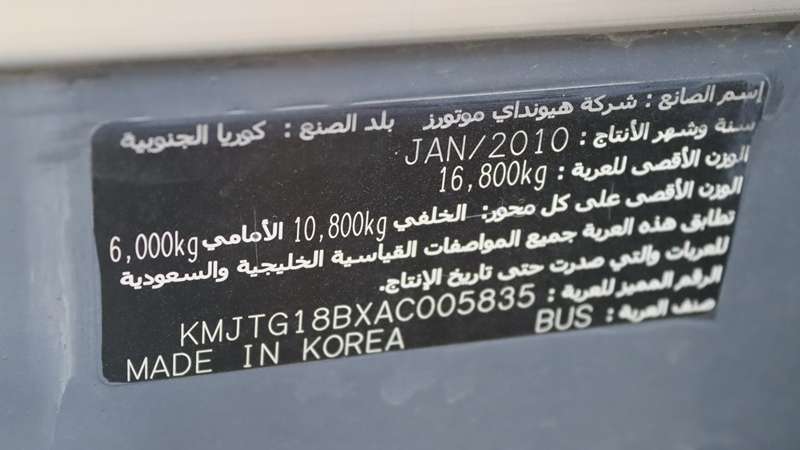 إسم الصانع : شركة هيونداي موتورز بلد الصنع : كوريا الجنوبية
سنة وشهر الأنتاج : JAN/2010
الوزن الأقصى للعربة : 16,800kg
الوزن الأقصى على كل محور: الخلفي 10,800kg الأمامي 6,000kg
تطابق هذه العربة جميع المواصفات القياسية الخليجية والسعودية
للعربات والتي صدرت حتى تاريخ الإنتاج.
الرقم المميز للعربة : KMJTG18BXAC005835
صنف العربة : BUS
MADE IN KOREA